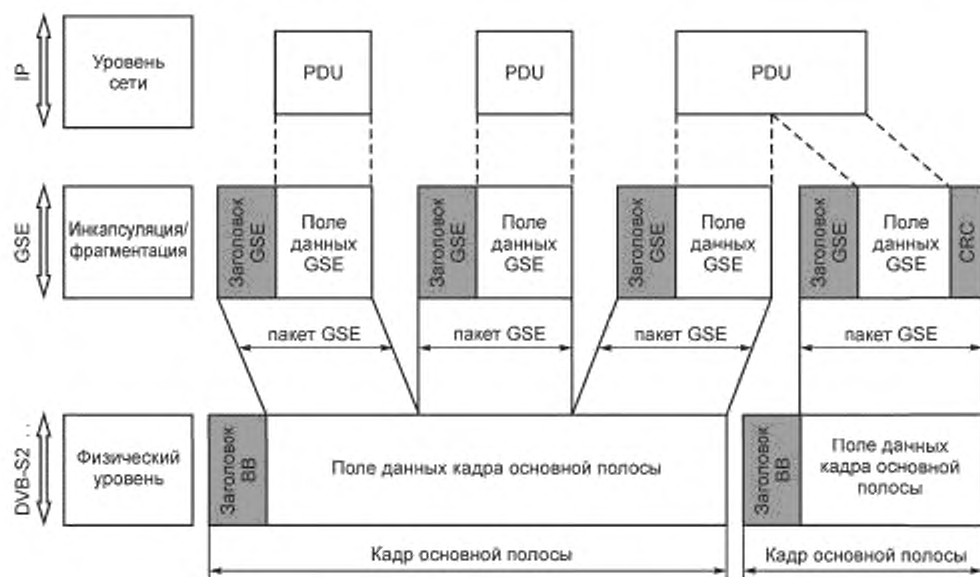 IP
Уровень
сети
PDU
PDU
PDU
GSE
Инкапсуляция/
фрагментация
Заголовок
GSE
Поле
данных
GSE
Заголовок
GSE
Поле
данных
GSE
Заголовок
GSE
Поле
данных
GSE
Заголовок
GSE
Поле
данных
GSE
CRC
пакет GSE
пакет GSE
пакет GSE
пакет GSE
DVB-S2 ...
Физический
уровень
Заголовок
BB
Поле данных кадра основной полосы
Заголовок
BB
Поле данных
кадра основной
полосы
Кадр основной полосы
Кадр основной полосы